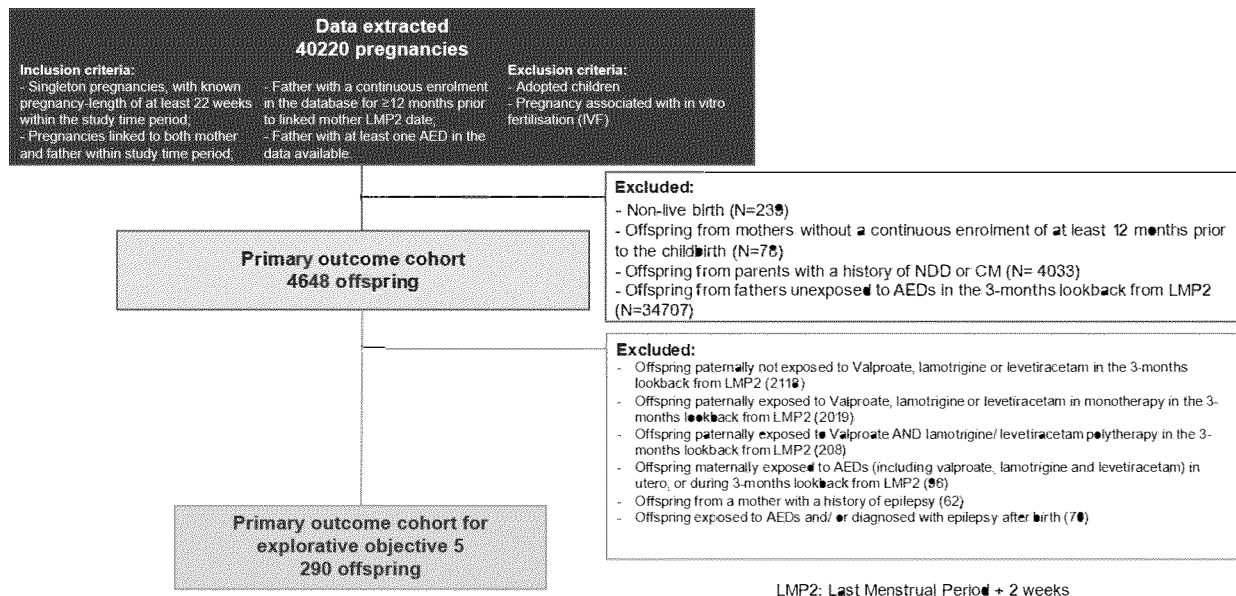 Data extracted
40220 pregnancies
Inclusion criteria:
- Singleton pregnancies, with known
pregnancy-length of at least 22 weeks
within the study time period;
- Pregnancies linked to both mother
and father within study time period;
- Father with a continuous enrolment
in the database for ≥12 months prior
to linked mother LMP2 date;
- Father with at least one AED in the
data available
Exclusion criteria:
- Adopted children
- Pregnancy associated with in vitro
fertilisation (IVF)
Excluded:
- Non-live birth (N=239)
- Offspring from mothers without a continuous enrolment of at least 12 months prior
to the childbirth (N=78)
- Offspring from parents with a history of NDD or CM (N= 4033)
- Offspring from fathers unexposed to AEDs in the 3-months lookback from LMP2
(N=34707)
Primary outcome cohort
4648 offspring
Excluded:
- Offspring paternally not exposed to Valproate, lamotrigine or levetiracetam in the 3-months
lookback from LMP2 (2118)
- Offspring paternally exposed to Valproate, lamotrigine or levetiracetam in monotherapy in the 3-
months lookback from LMP2 (2019)
- Offspring paternally exposed to Valproate AND lamotrigine/ levetiracetam polytherapy in the 3-
months lookback from LMP2 (208)
- Offspring maternally exposed to AEDs (including valproate, lamotrigine and levetiracetam) in
utero, or during 3-months lookback from LMP2 (96)
- Offspring from a mother with a history of epilepsy (62)
- Offspring exposed to AEDs and/ or diagnosed with epilepsy after birth
Primary outcome cohort for
explorative objective 5
290 offspring
LMP2: Last Menstrual Period + 2 weeks